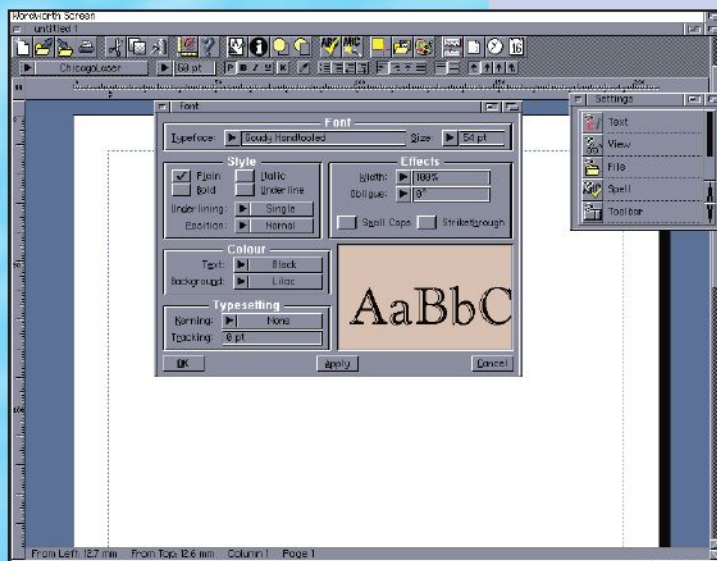 Wordworth Screen
untitled 1
ChicagoLaser 60 pt P B I U K
Font
Font
Typeface: Goudy Handtooled Size 54 pt
Style
Plain Italic
Bold Underline
Underlining: Single
Position: Normal
Effects
Width: 100%
Oblique: 0°
Small Caps Strikethrough
Colour
Text: Black
Background: Lilac
Typesetting
Kerning: None
Tracking: 0 pt
AaBbC
OK Apply Cancel
Settings
Text
View
File
Spell
Toolbar
From Left: 12.7 mm From Top: 12.6 mm Column 1 Page 1